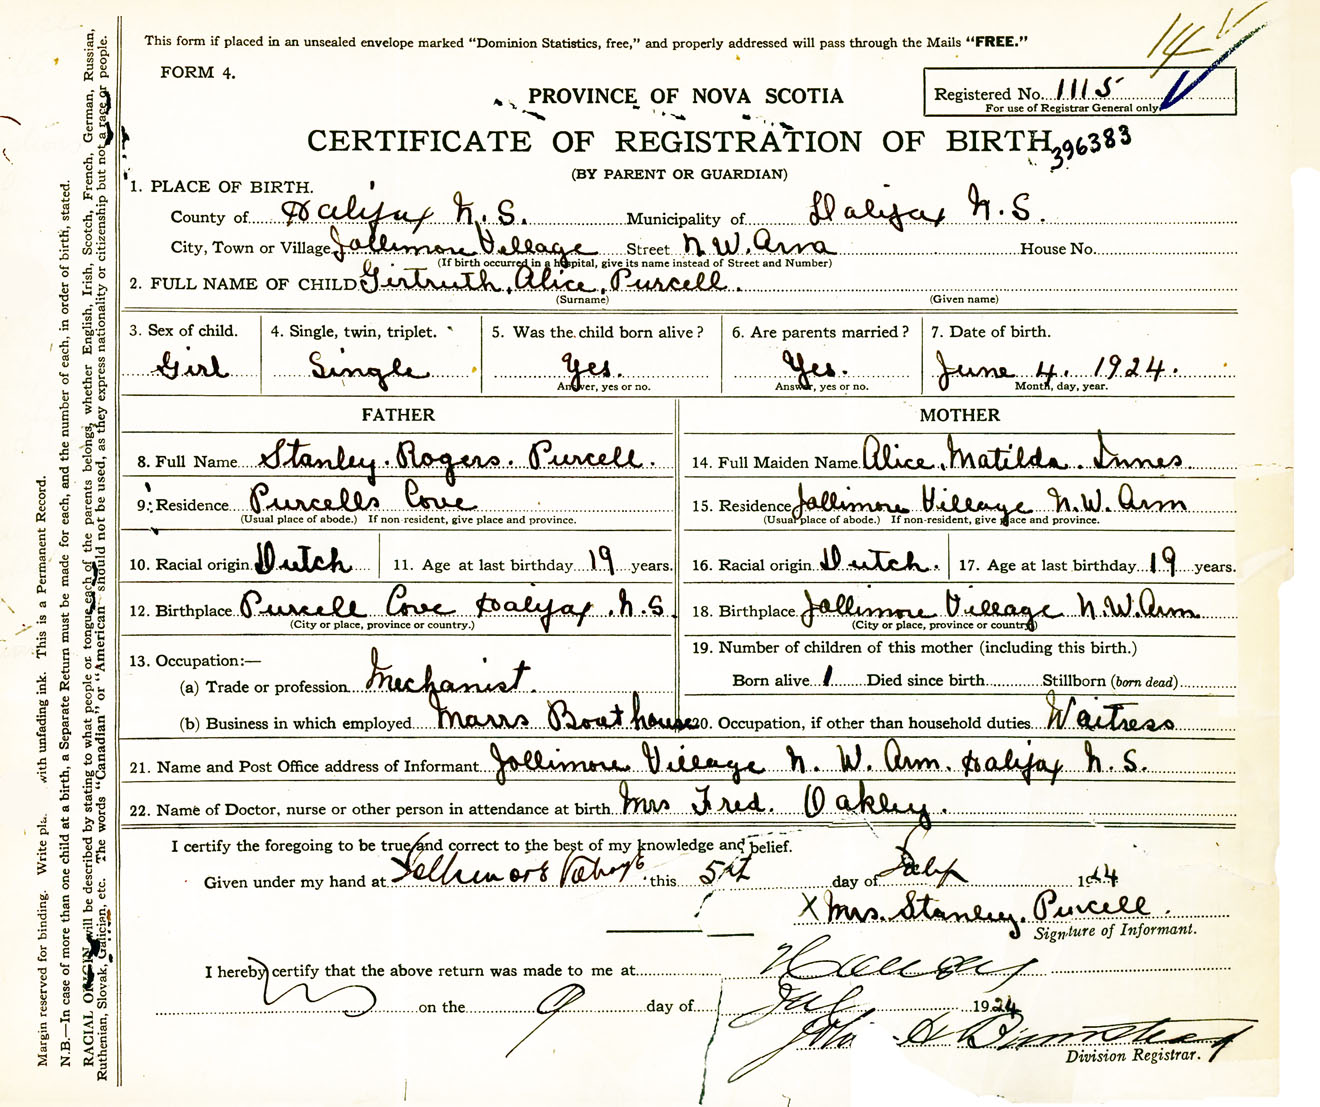 This form if placed in an unsealed envelope marked "Dominion Statistics, free," and properly addressed will pass through the Mails "FREE."
14
FORM 4.
Registered No. 1115
For use of Registrar General only
PROVINCE OF NOVA SCOTIA
CERTIFICATE OF REGISTRATION OF BIRTH
396383
(BY PARENT OR GUARDIAN)
1. PLACE OF BIRTH.
County of Halifax N.S. Municipality of Halifax N.S.
City, Town or Village Jollimore Village Street N.W. Arm House No.
(If birth occurred in a hospital, give its name instead of Street and Number)
2. FULL NAME OF CHILD Girtruth, Alice, Purcell.
(Surname) (Given name)
3. Sex of child. 4. Single, twin, triplet. 5. Was the child born alive? 6. Are parents married? 7. Date of birth.
Girl Single Yes. Yes. June 4. 1924.
Answer, yes or no. Answer, yes or no. Month, day, year.
FATHER MOTHER
8. Full Name Stanley. Rogers. Purcell. 14. Full Maiden Name Alice. Matilda. Innes
9. Residence Purcells Cove 15. Residence Jollimore Village N.W. Arm
(Usual place of abode.) If non-resident, give place and province. (Usual place of abode.) If non-resident, give place and province.
10. Racial origin Dutch 11. Age at last birthday 19 years. 16. Racial origin Dutch. 17. Age at last birthday 19 years.
12. Birthplace Purcell Cove Halifax. N.S. 18. Birthplace Jollimore Village N.W. Arm
(City or place, province or country.) (City or place, province or country)
13. Occupation:— 19. Number of children of this mother (including this birth.)
(a) Trade or profession Mechanist. Born alive 1 Died since birth Stillborn (born dead)
(b) Business in which employed Marrs Boat house 20. Occupation, if other than household duties Waitress
21. Name and Post Office address of Informant Jollimore Village N. W. Arm. Halifax N.S.
22. Name of Doctor, nurse or other person in attendance at birth Mrs Fred. Oakley.
I certify the foregoing to be true and correct to the best of my knowledge and belief.
Given under my hand at this day of 1924
X Mrs. Stanley. Purcell.
Signature of Informant.
I hereby certify that the above return was made to me at
on the 9 day of July 1924
Division Registrar.
Margin reserved for binding. Write with unfading ink. This is a Permanent Record.
N.B.—In case of more than one child at birth, a Separate Return must be made for each, and the number of each, in order of birth, stated.
RACIAL ORIGIN will be described by stating to what people or tongue each of the parents belongs, whether English, Irish, Scotch, French, German, Russian,
Ruthenian, Slovak, Galician, etc. The words "Canadian" or "American" should not be used, as they express nationality or citizenship but not a race or people.